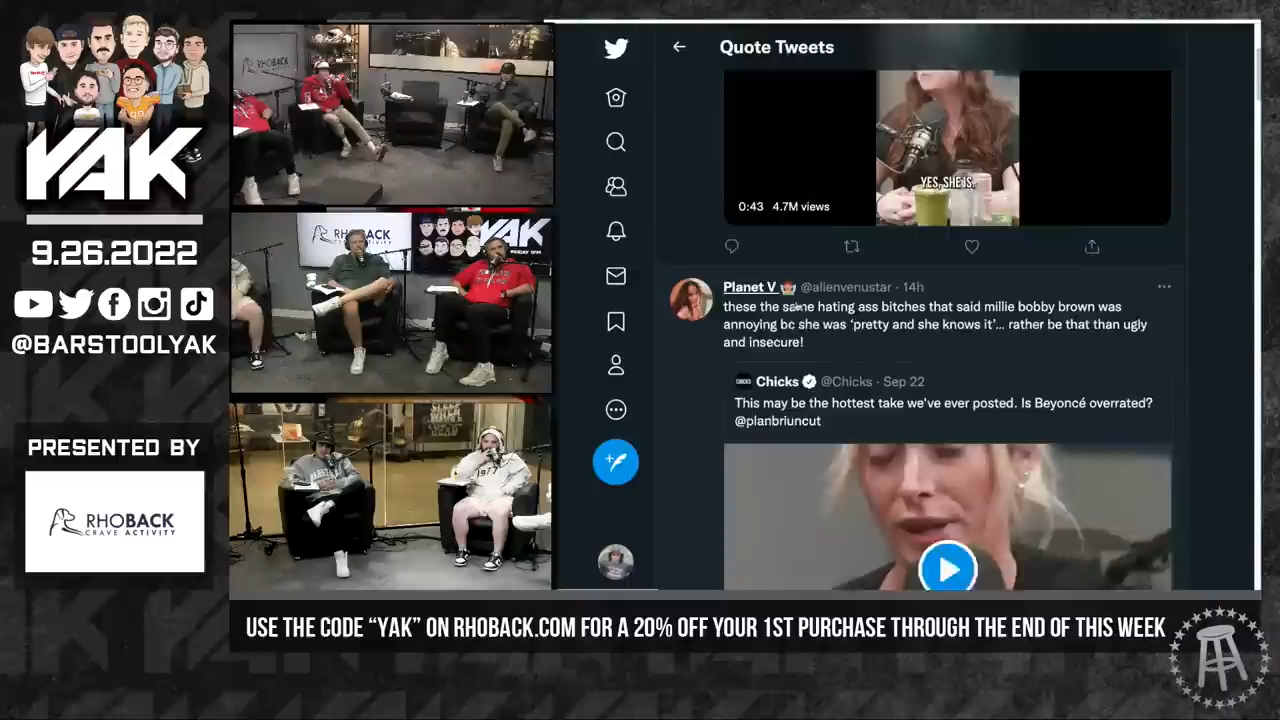 YAK
9.26.2022
@BARSTOOLYAK
PRESENTED BY
RHOBACK
CRAVE ACTIVITY
RHOBACK
RHOBACK
ACTIVITY
YAK
1977
Quote Tweets
YES, SHE IS.
0:43 4.7M views
Planet V @alienvenustar · 14h
these the same hating ass bitches that said millie bobby brown was
annoying bc she was ‘pretty and she knows it’... rather be that than ugly
and insecure!
Chicks @Chicks · Sep 22
This may be the hottest take we've ever posted. Is Beyoncé overrated?
@planbriuncut
USE THE CODE “YAK” ON RHOBACK.COM FOR A 20% OFF YOUR 1ST PURCHASE THROUGH THE END OF THIS WEEK